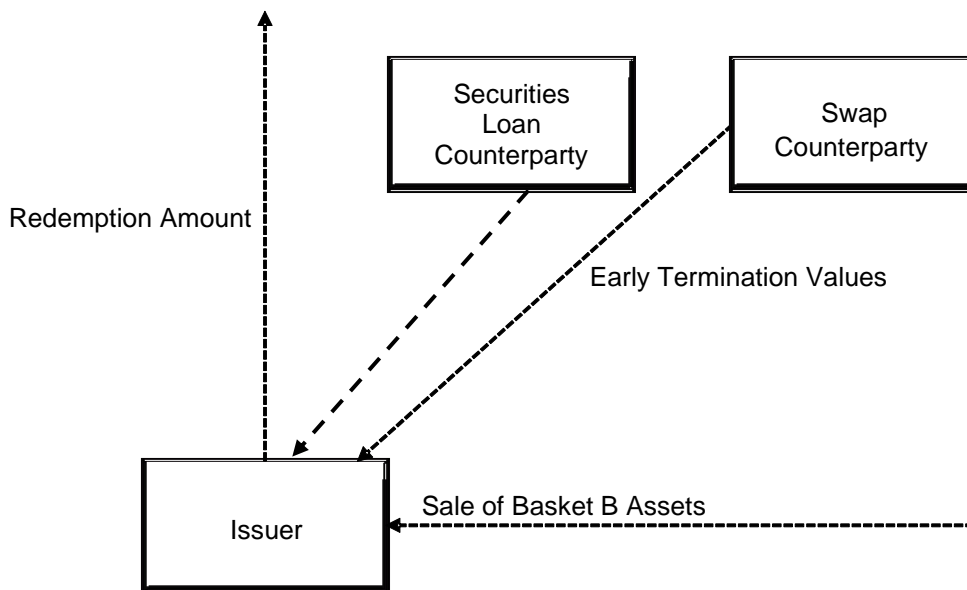 Securities
Loan
Counterparty
Swap
Counterparty
Redemption Amount
Early Termination Values
Sale of Basket B Assets
Issuer